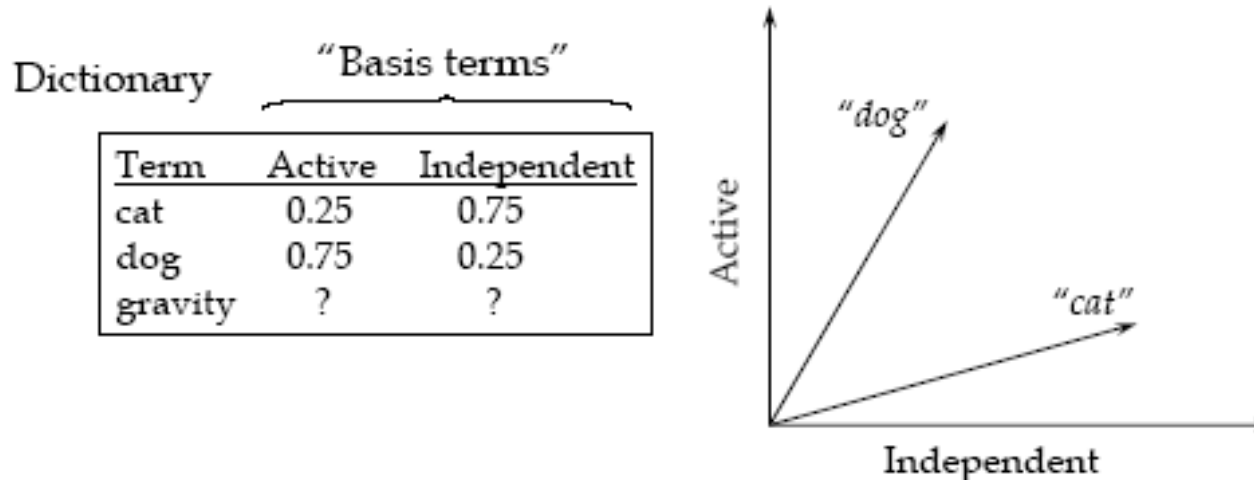 Dictionary
“Basis terms”
Term Active Independent
cat 0.25 0.75
dog 0.75 0.25
gravity ? ?
Active
“dog”
“cat”
Independent